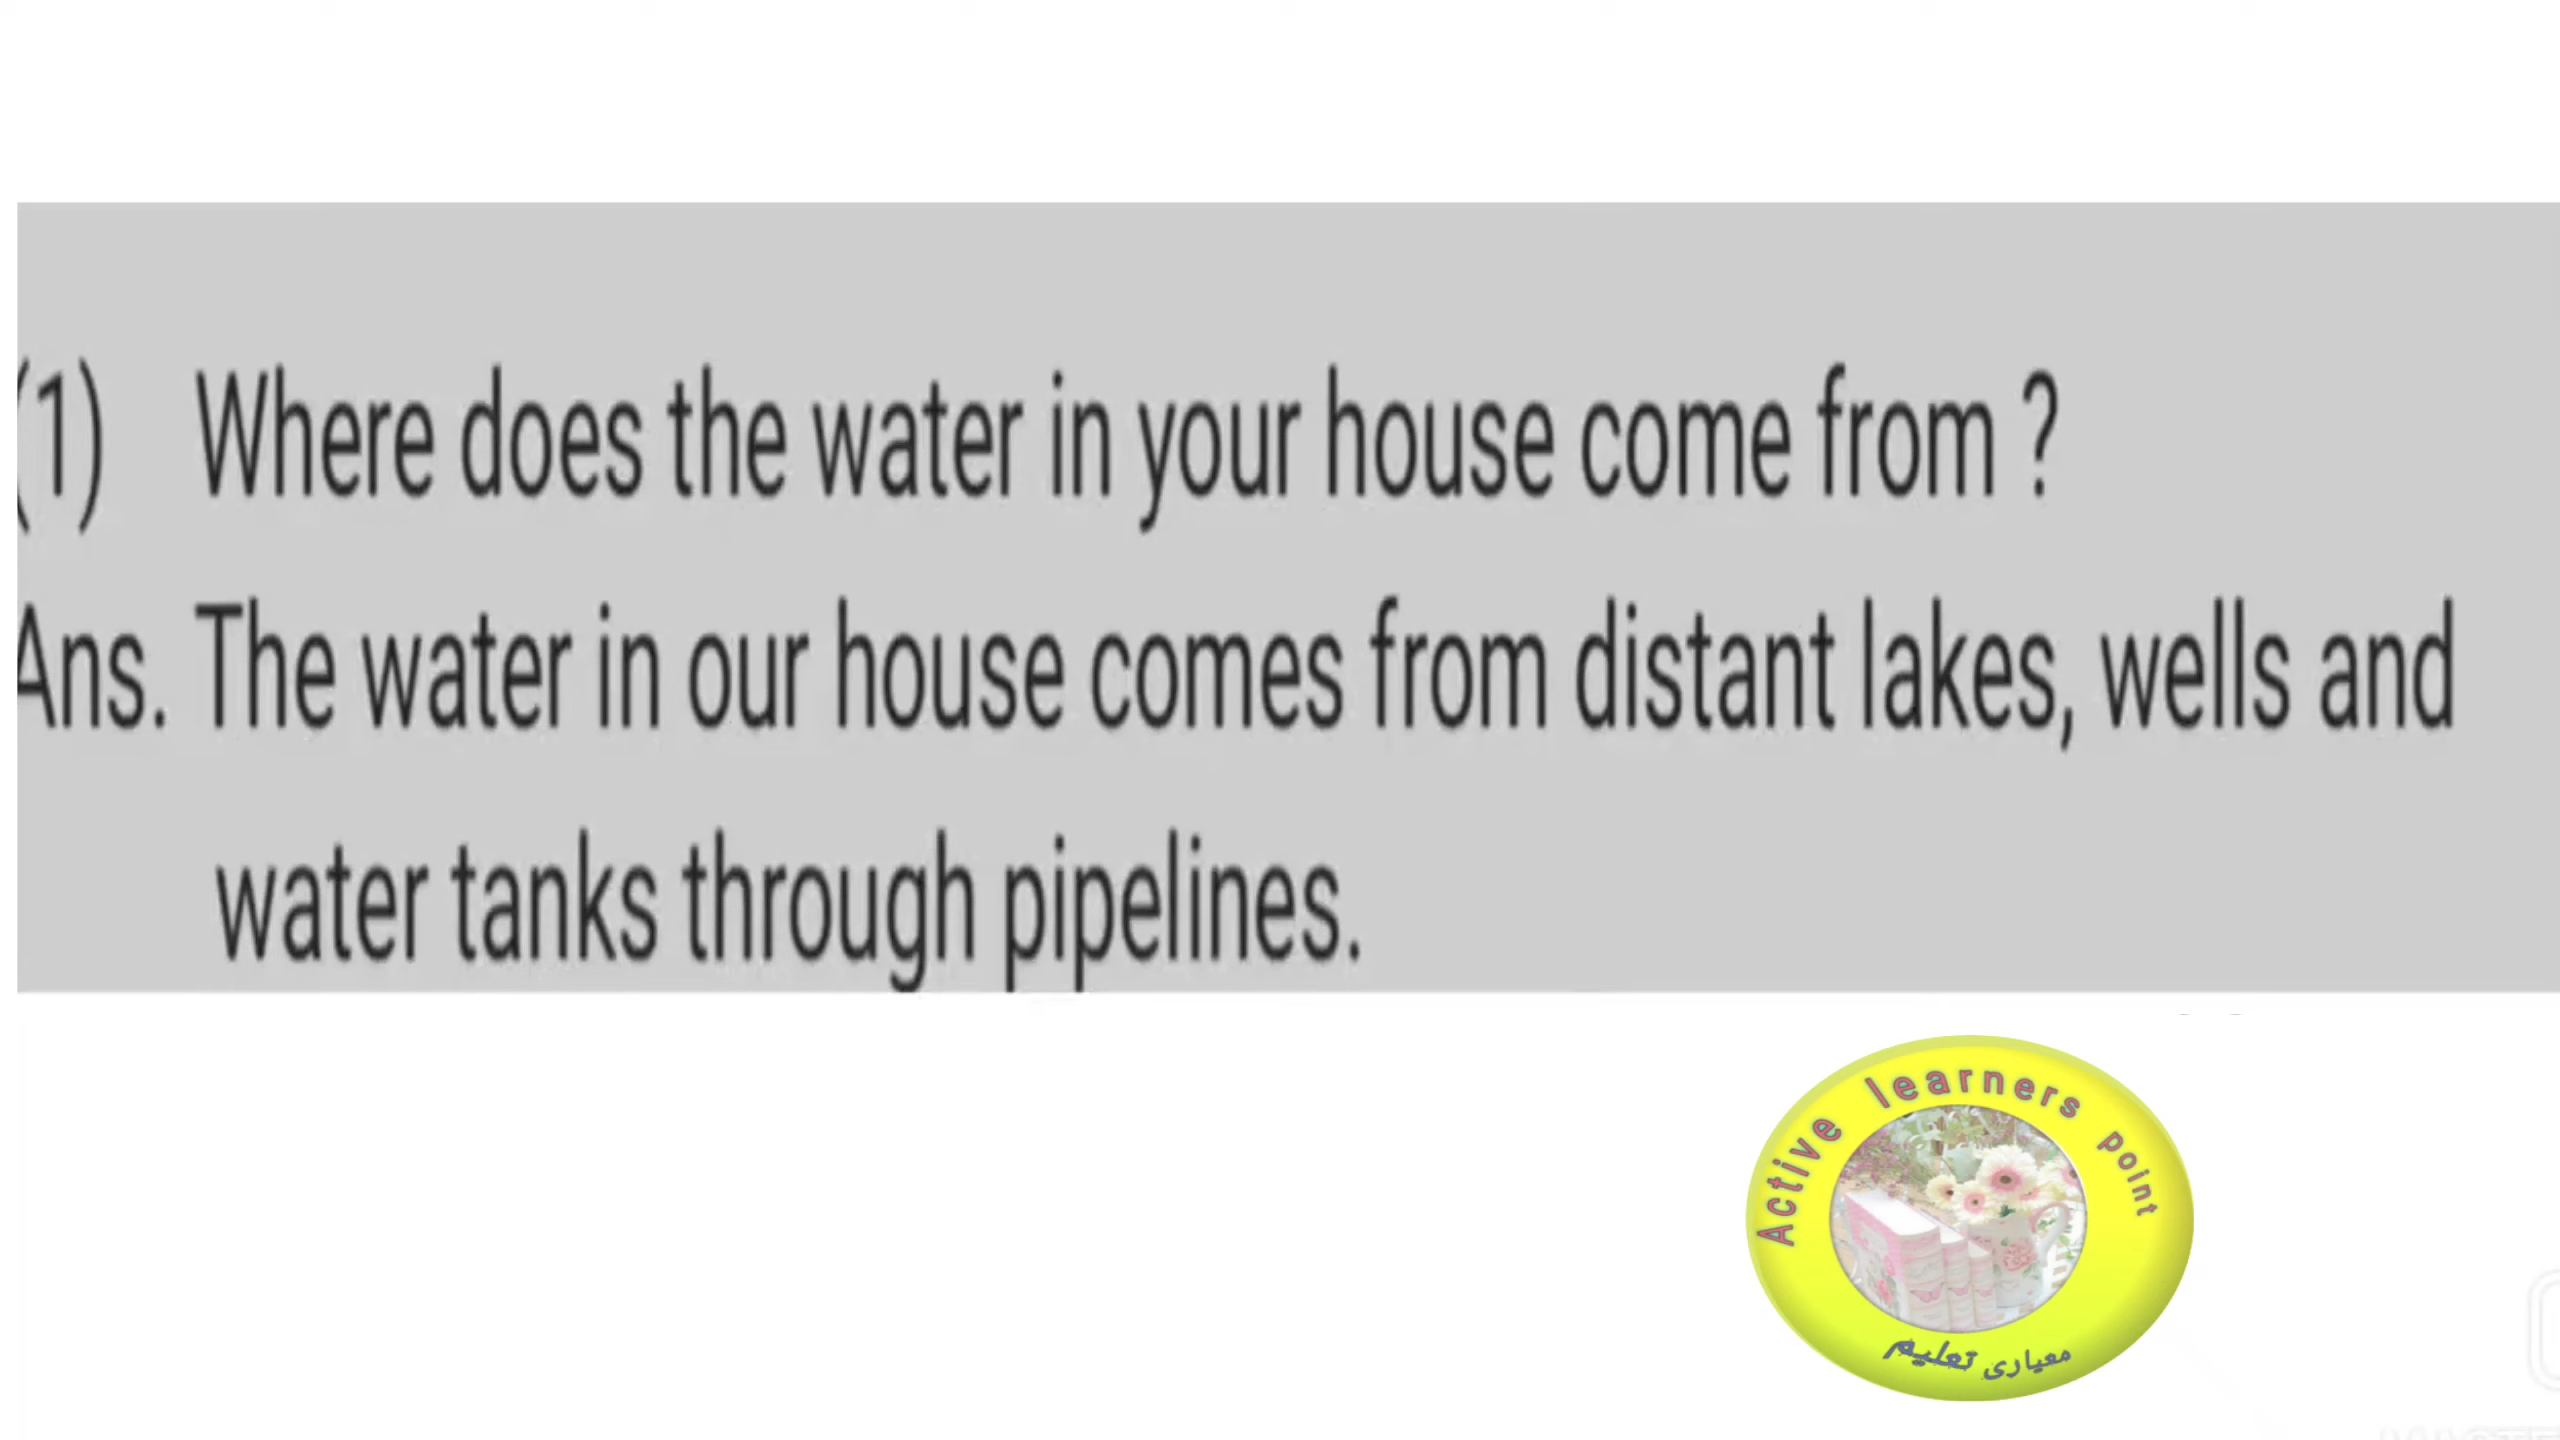 (1) Where does the water in your house come from ?
Ans. The water in our house comes from distant lakes, wells and
water tanks through pipelines.
Active learners point
معیاری تعلیم